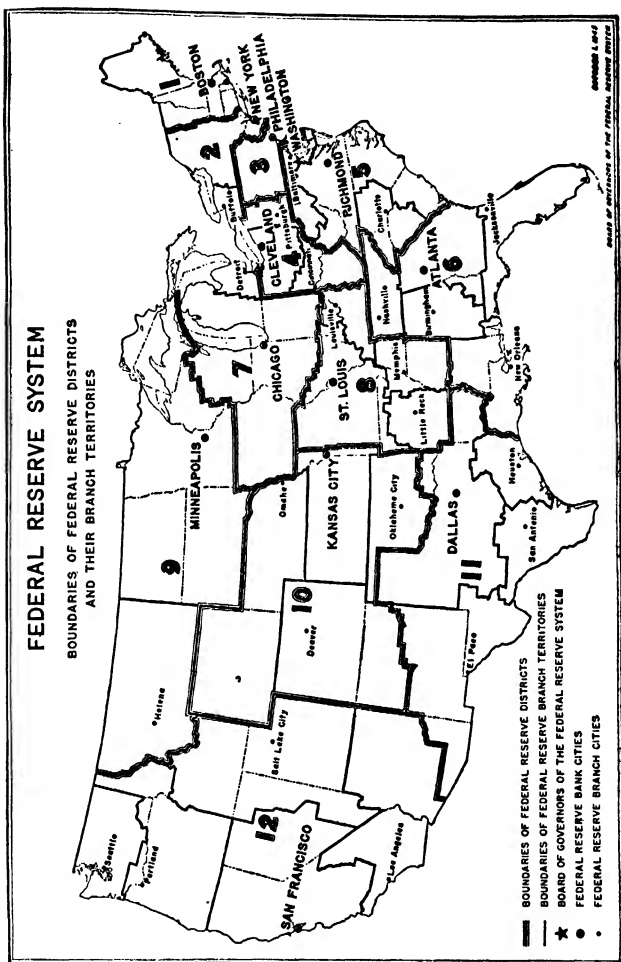 FEDERAL RESERVE SYSTEM
BOUNDARIES OF FEDERAL RESERVE DISTRICTS
AND THEIR BRANCH TERRITORIES
1
BOSTON
2
NEW YORK
Buffalo
3
PHILADELPHIA
WASHINGTON
Baltimore
CLEVELAND
4
Pittsburgh
RICHMOND
5
Charlotte
ATLANTA
6
Nashville
Birmingham
Jacksonville
New Orleans
7
CHICAGO
Detroit
ST. LOUIS
8
Louisville
Memphis
Little Rock
9
MINNEAPOLIS
Helena
10
KANSAS CITY
Omaha
Denver
Oklahoma City
11
DALLAS
El Paso
San Antonio
Houston
12
SAN FRANCISCO
Seattle
Portland
Salt Lake City
Los Angeles
BOUNDARIES OF FEDERAL RESERVE DISTRICTS
BOUNDARIES OF FEDERAL RESERVE BRANCH TERRITORIES
BOARD OF GOVERNORS OF THE FEDERAL RESERVE SYSTEM
FEDERAL RESERVE BANK CITIES
FEDERAL RESERVE BRANCH CITIES
BOARD OF GOVERNORS OF THE FEDERAL RESERVE SYSTEM